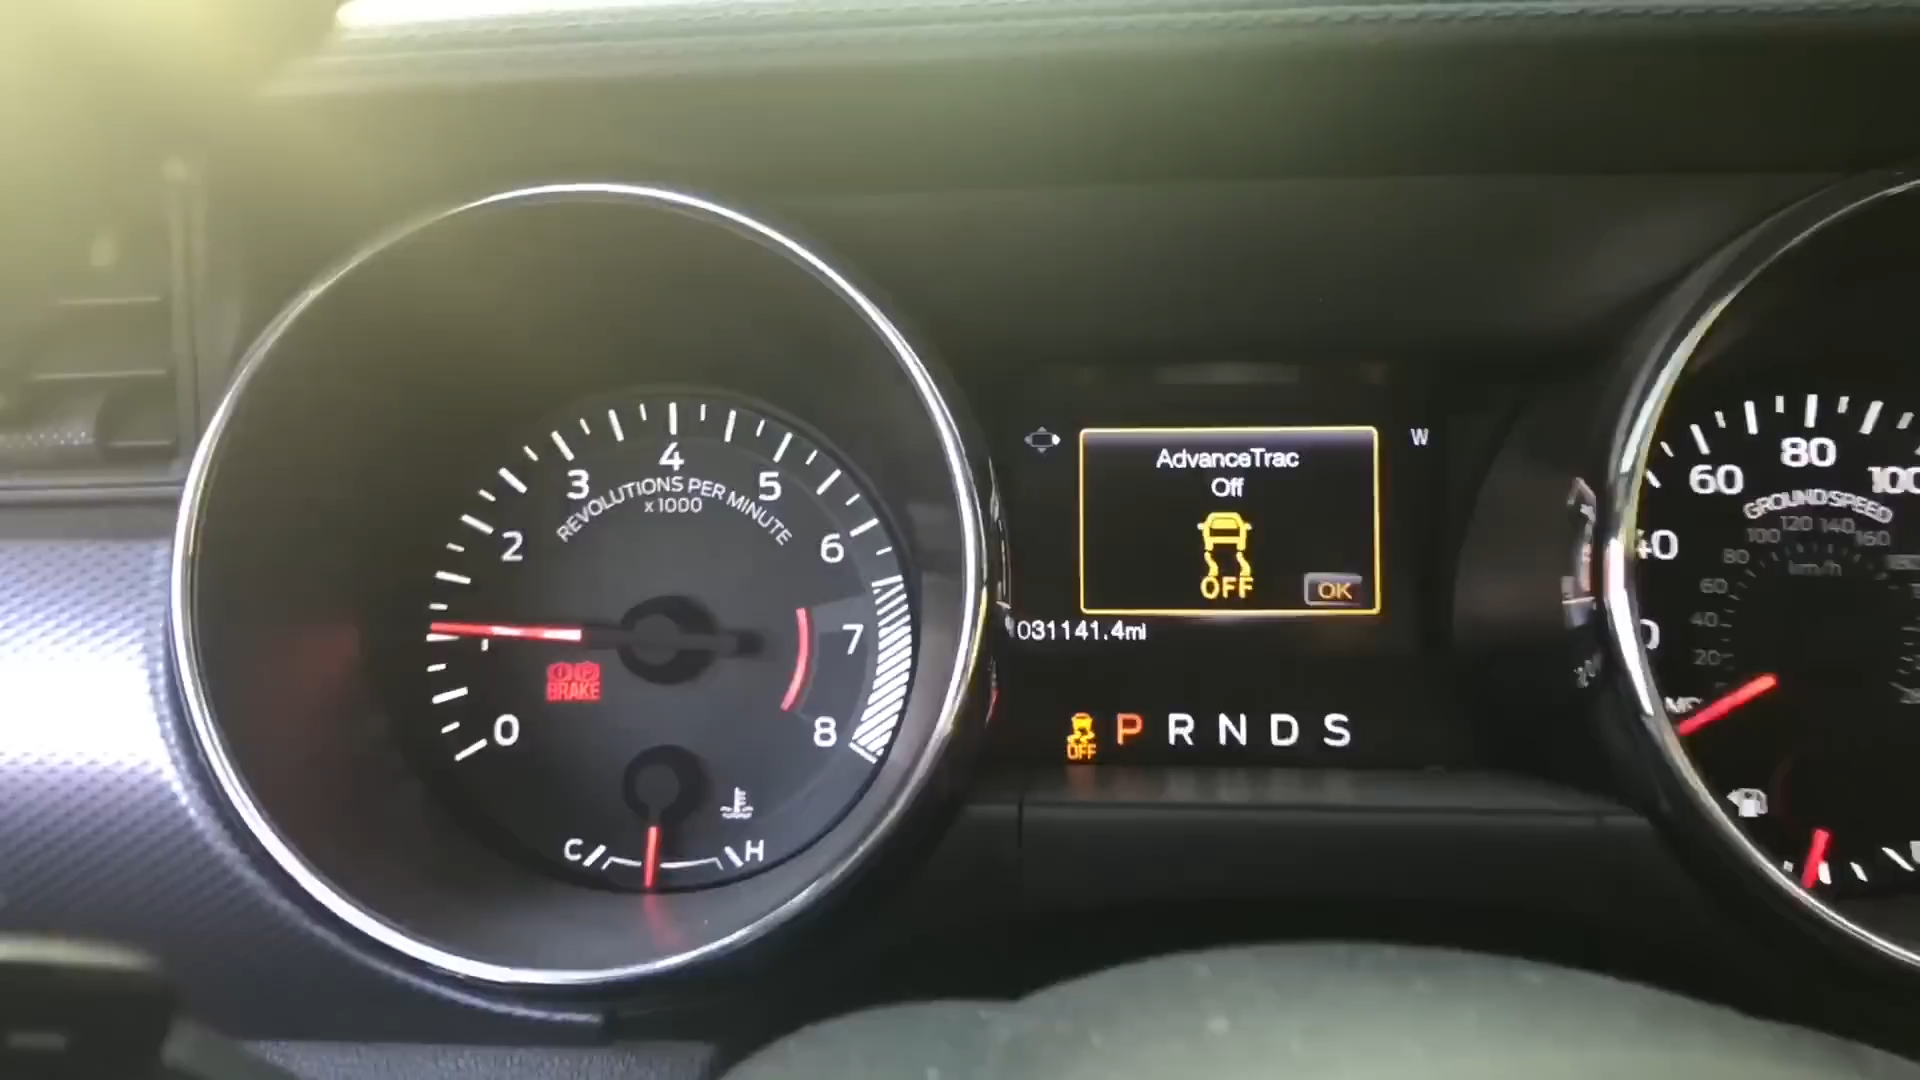 4
3
5
REVOLUTIONS PER MINUTE
x1000
2
6
7
BRAKE
0
8
C
H
AdvanceTrac
Off
OFF
OK
W
031141.4mi
OFF
P R N D S
60
80
100
GROUNDSPEED
100
120
140
160
80
km/h
60
40
20